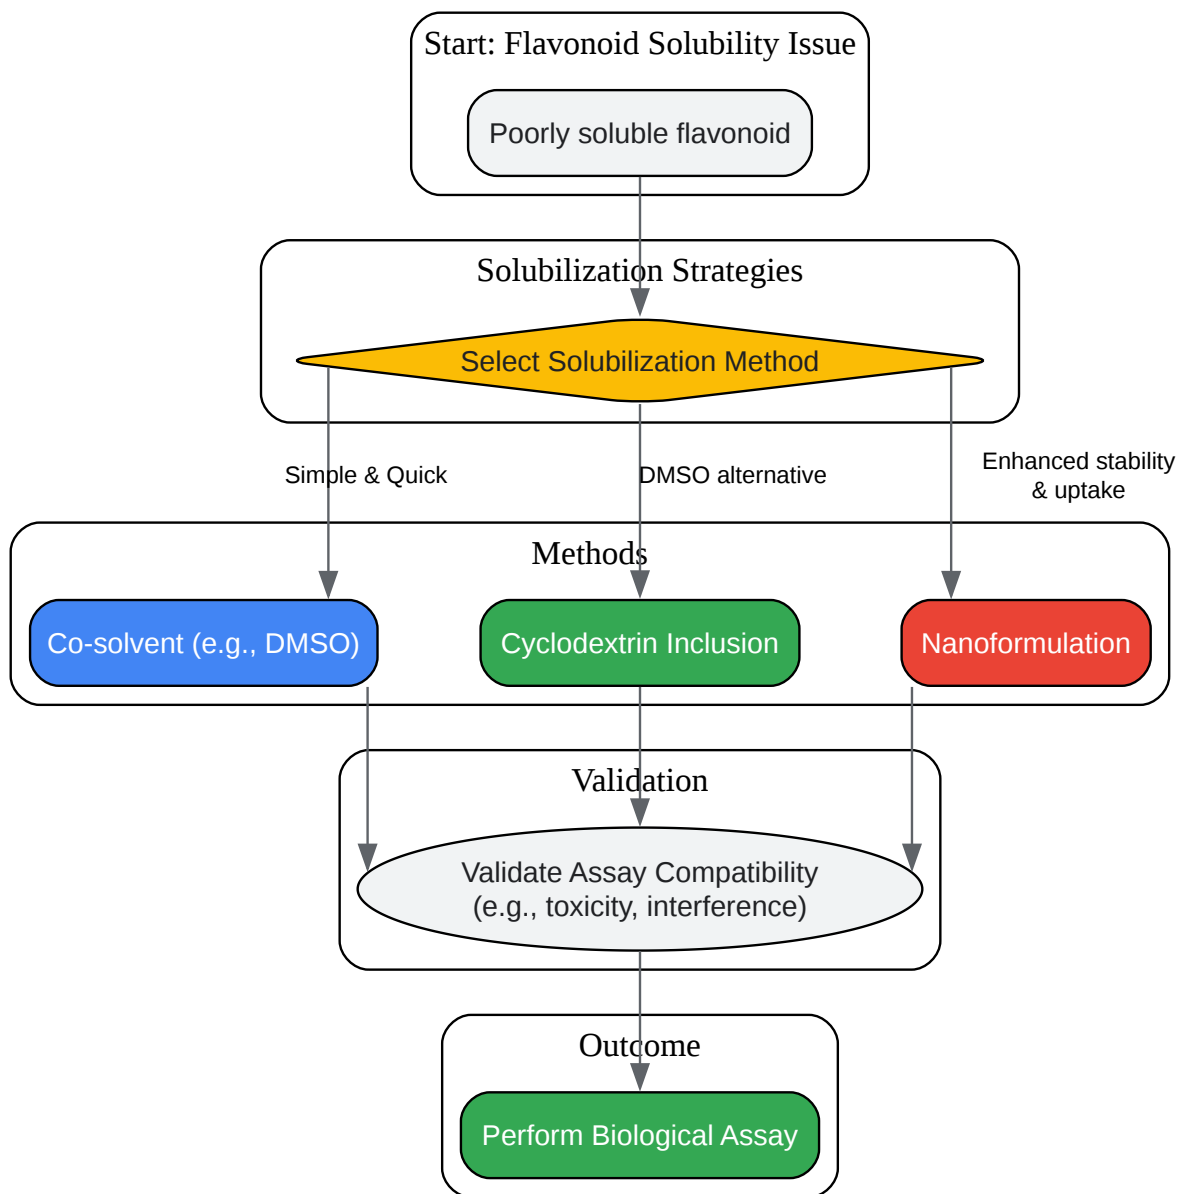 Start: Flavonoid Solubility Issue
Poorly soluble flavonoid
Solubilization Strategies
Select Solubilization Method
Simple & Quick
DMSO alternative
Enhanced stability
& uptake
Methods
Co-solvent (e.g., DMSO)
Cyclodextrin Inclusion
Nanoformulation
Validation
Validate Assay Compatibility
(e.g., toxicity, interference)
Outcome
Perform Biological Assay